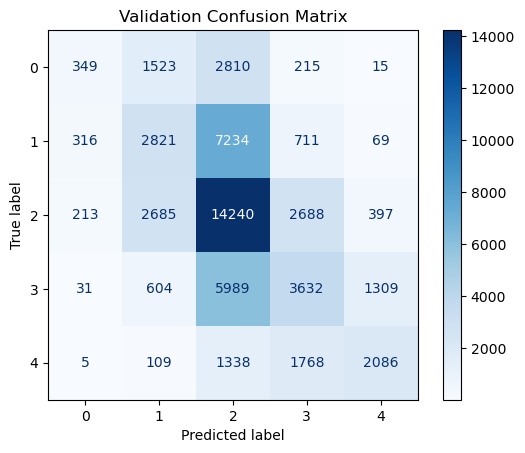 Validation Confusion Matrix
True label
0 349 1523 2810 215 15
1 316 2821 7234 711 69
2 213 2685 14240 2688 397
3 31 604 5989 3632 1309
4 5 109 1338 1768 2086
0 1 2 3 4
Predicted label
14000
12000
10000
8000
6000
4000
2000